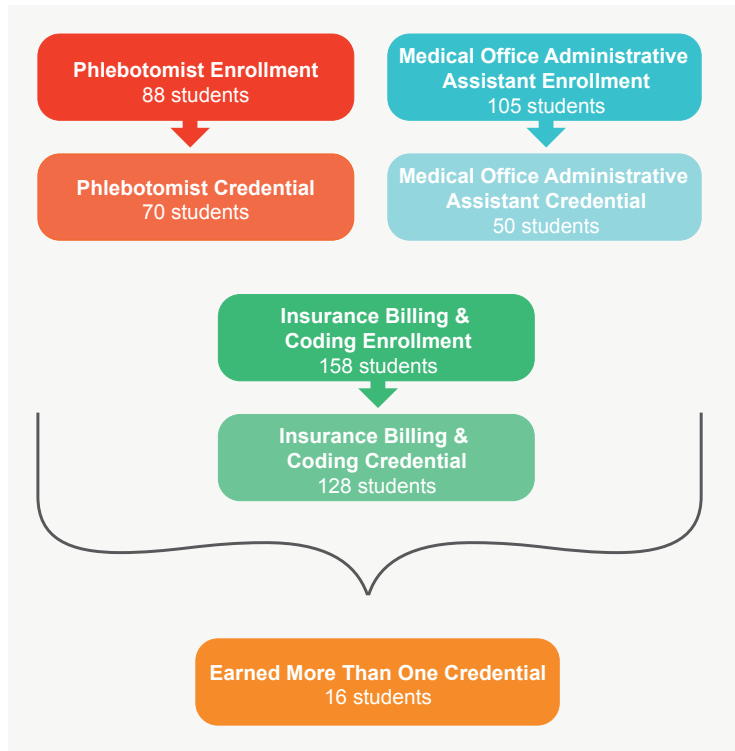 Phlebotomist Enrollment
88 students
Medical Office Administrative
Assistant Enrollment
105 students
Phlebotomist Credential
70 students
Medical Office Administrative
Assistant Credential
50 students
Insurance Billing &
Coding Enrollment
158 students
Insurance Billing &
Coding Credential
128 students
Earned More Than One Credential
16 students